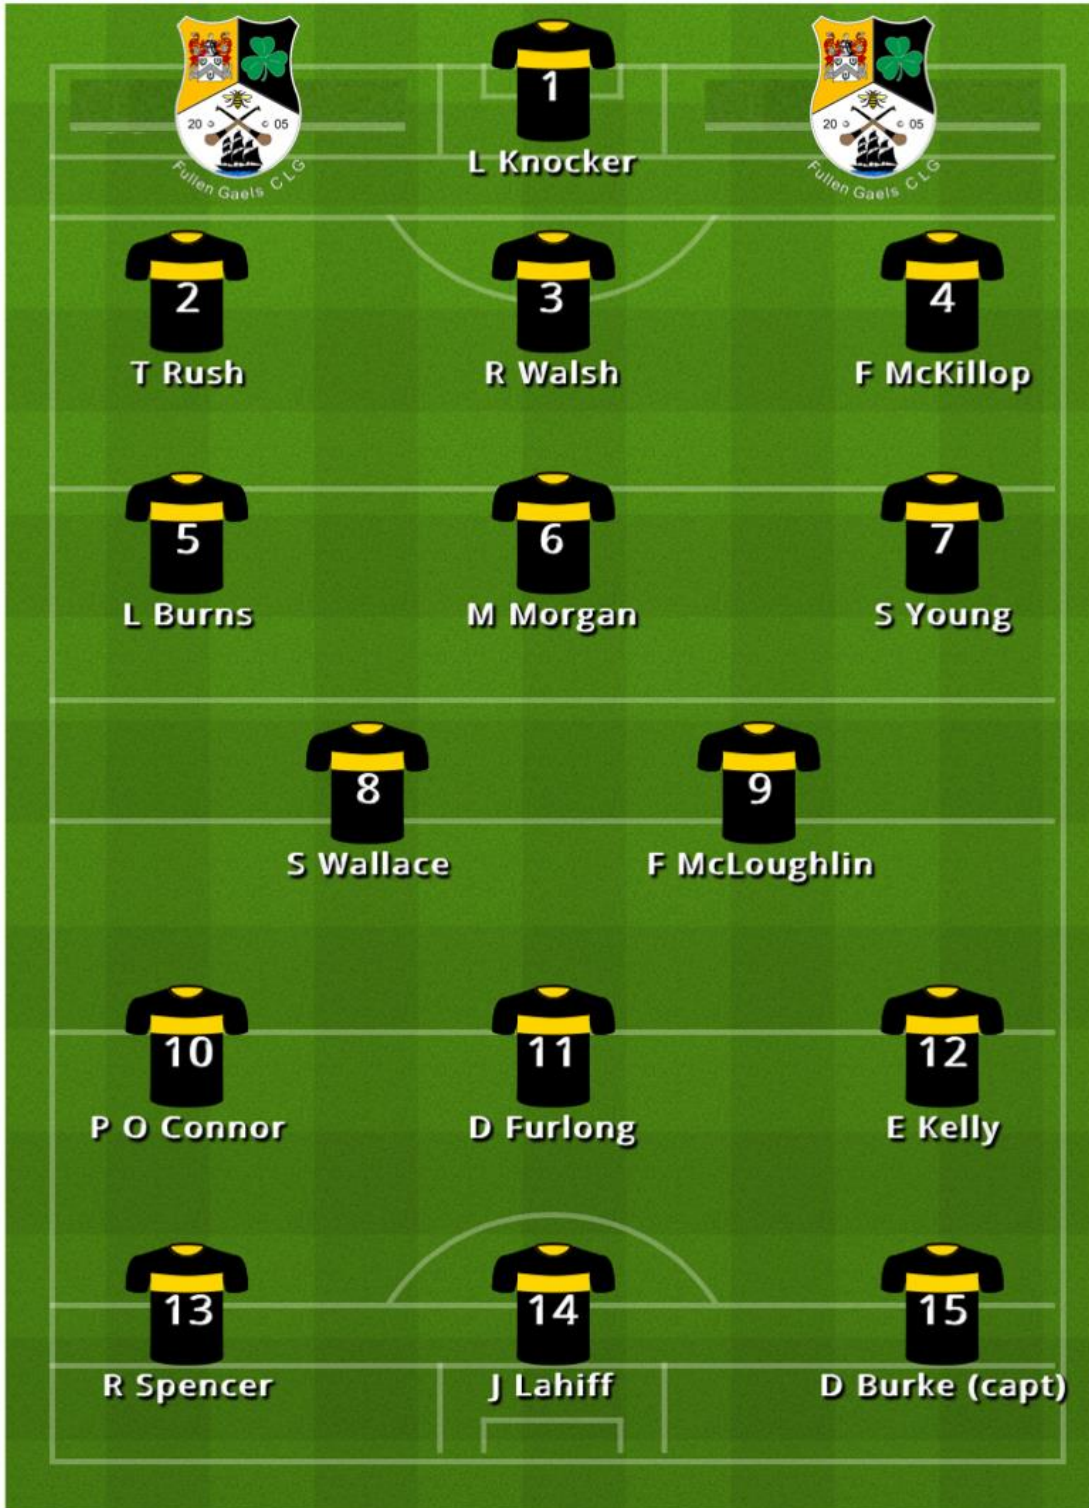 20 05
Fullen Gaels CLG
20 05
Fullen Gaels CLG
1
L Knocker
2 3 4
T Rush R Walsh F McKillop
5 6 7
L Burns M Morgan S Young
8 9
S Wallace F McLoughlin
10 11 12
P O Connor D Furlong E Kelly
13 14 15
R Spencer J Lahiff D Burke (capt)